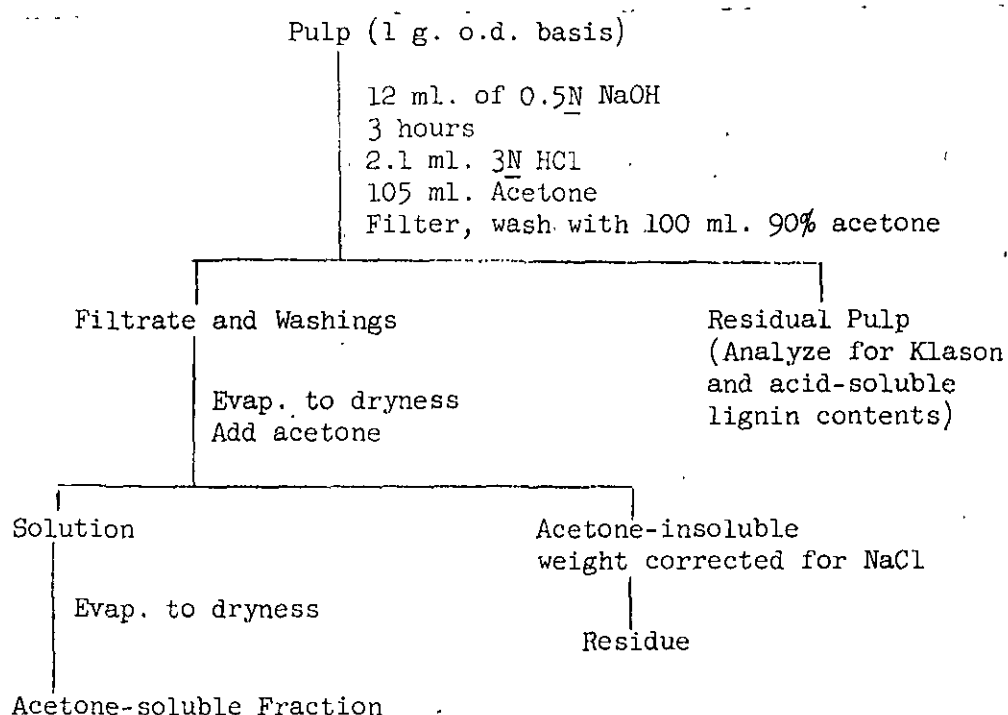 Pulp (1 g. o.d. basis)
12 ml. of 0.5N NaOH
3 hours
2.1 ml. 3N HCl
105 ml. Acetone
Filter, wash with 100 ml. 90% acetone
Filtrate and Washings
Residual Pulp
(Analyze for Klason
and acid-soluble
lignin contents)
Evap. to dryness
Add acetone
Solution
Acetone-insoluble
weight corrected for NaCl
Evap. to dryness
Residue
Acetone-soluble Fraction